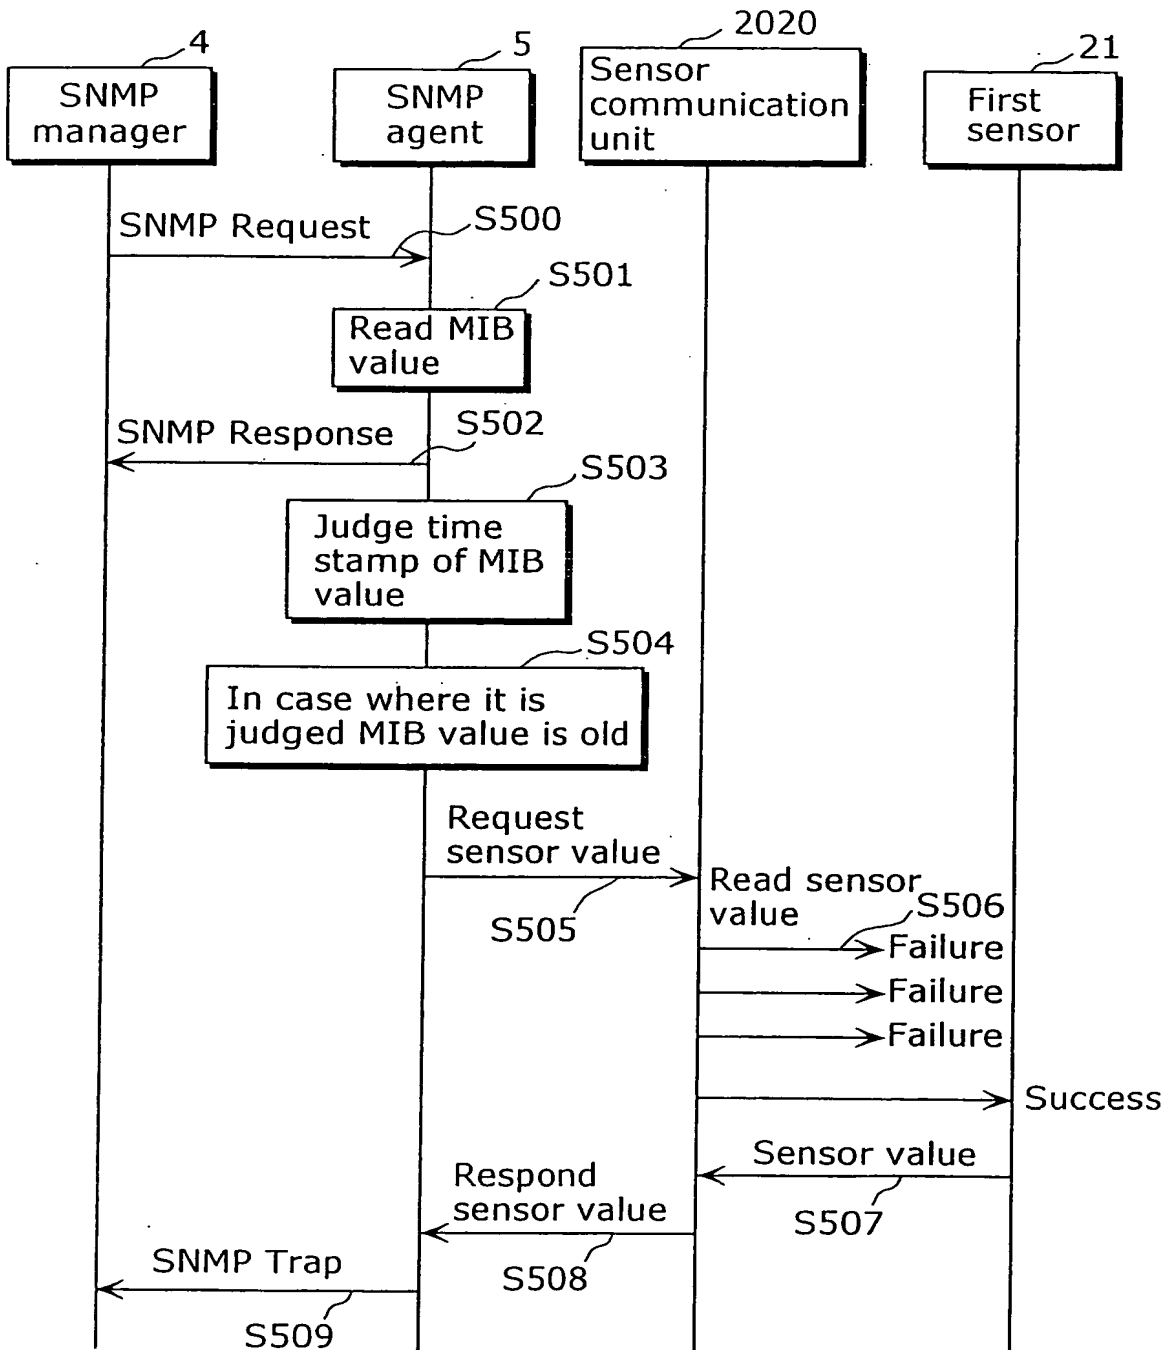 4
5
2020
21
SNMP
manager
SNMP
agent
Sensor
communication
unit
First
sensor
SNMP Request
S500
S501
Read MIB
value
SNMP Response
S502
S503
Judge time
stamp of MIB
value
S504
In case where it is
judged MIB value is old
Request
sensor value
S505
Read sensor
value
S506
Failure
Failure
Failure
Success
Sensor value
S507
Respond
sensor value
S508
SNMP Trap
S509